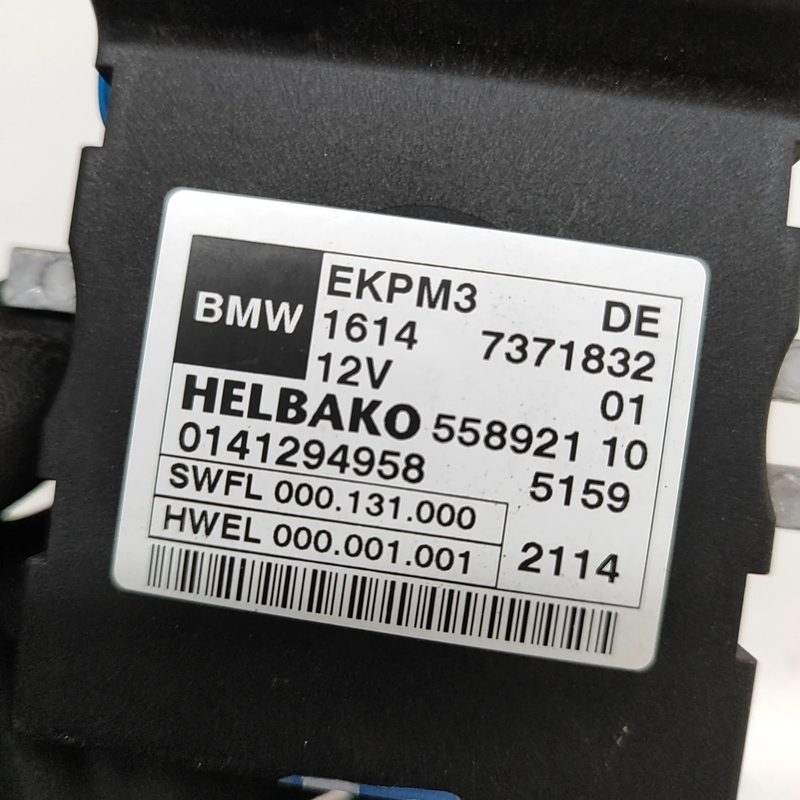 BMW
EKPM3 DE
1614 7371832
12V 01
HELBAKO 558921 10
0141294958 5159
SWFL 000.131.000
HWEL 000.001.001 2114